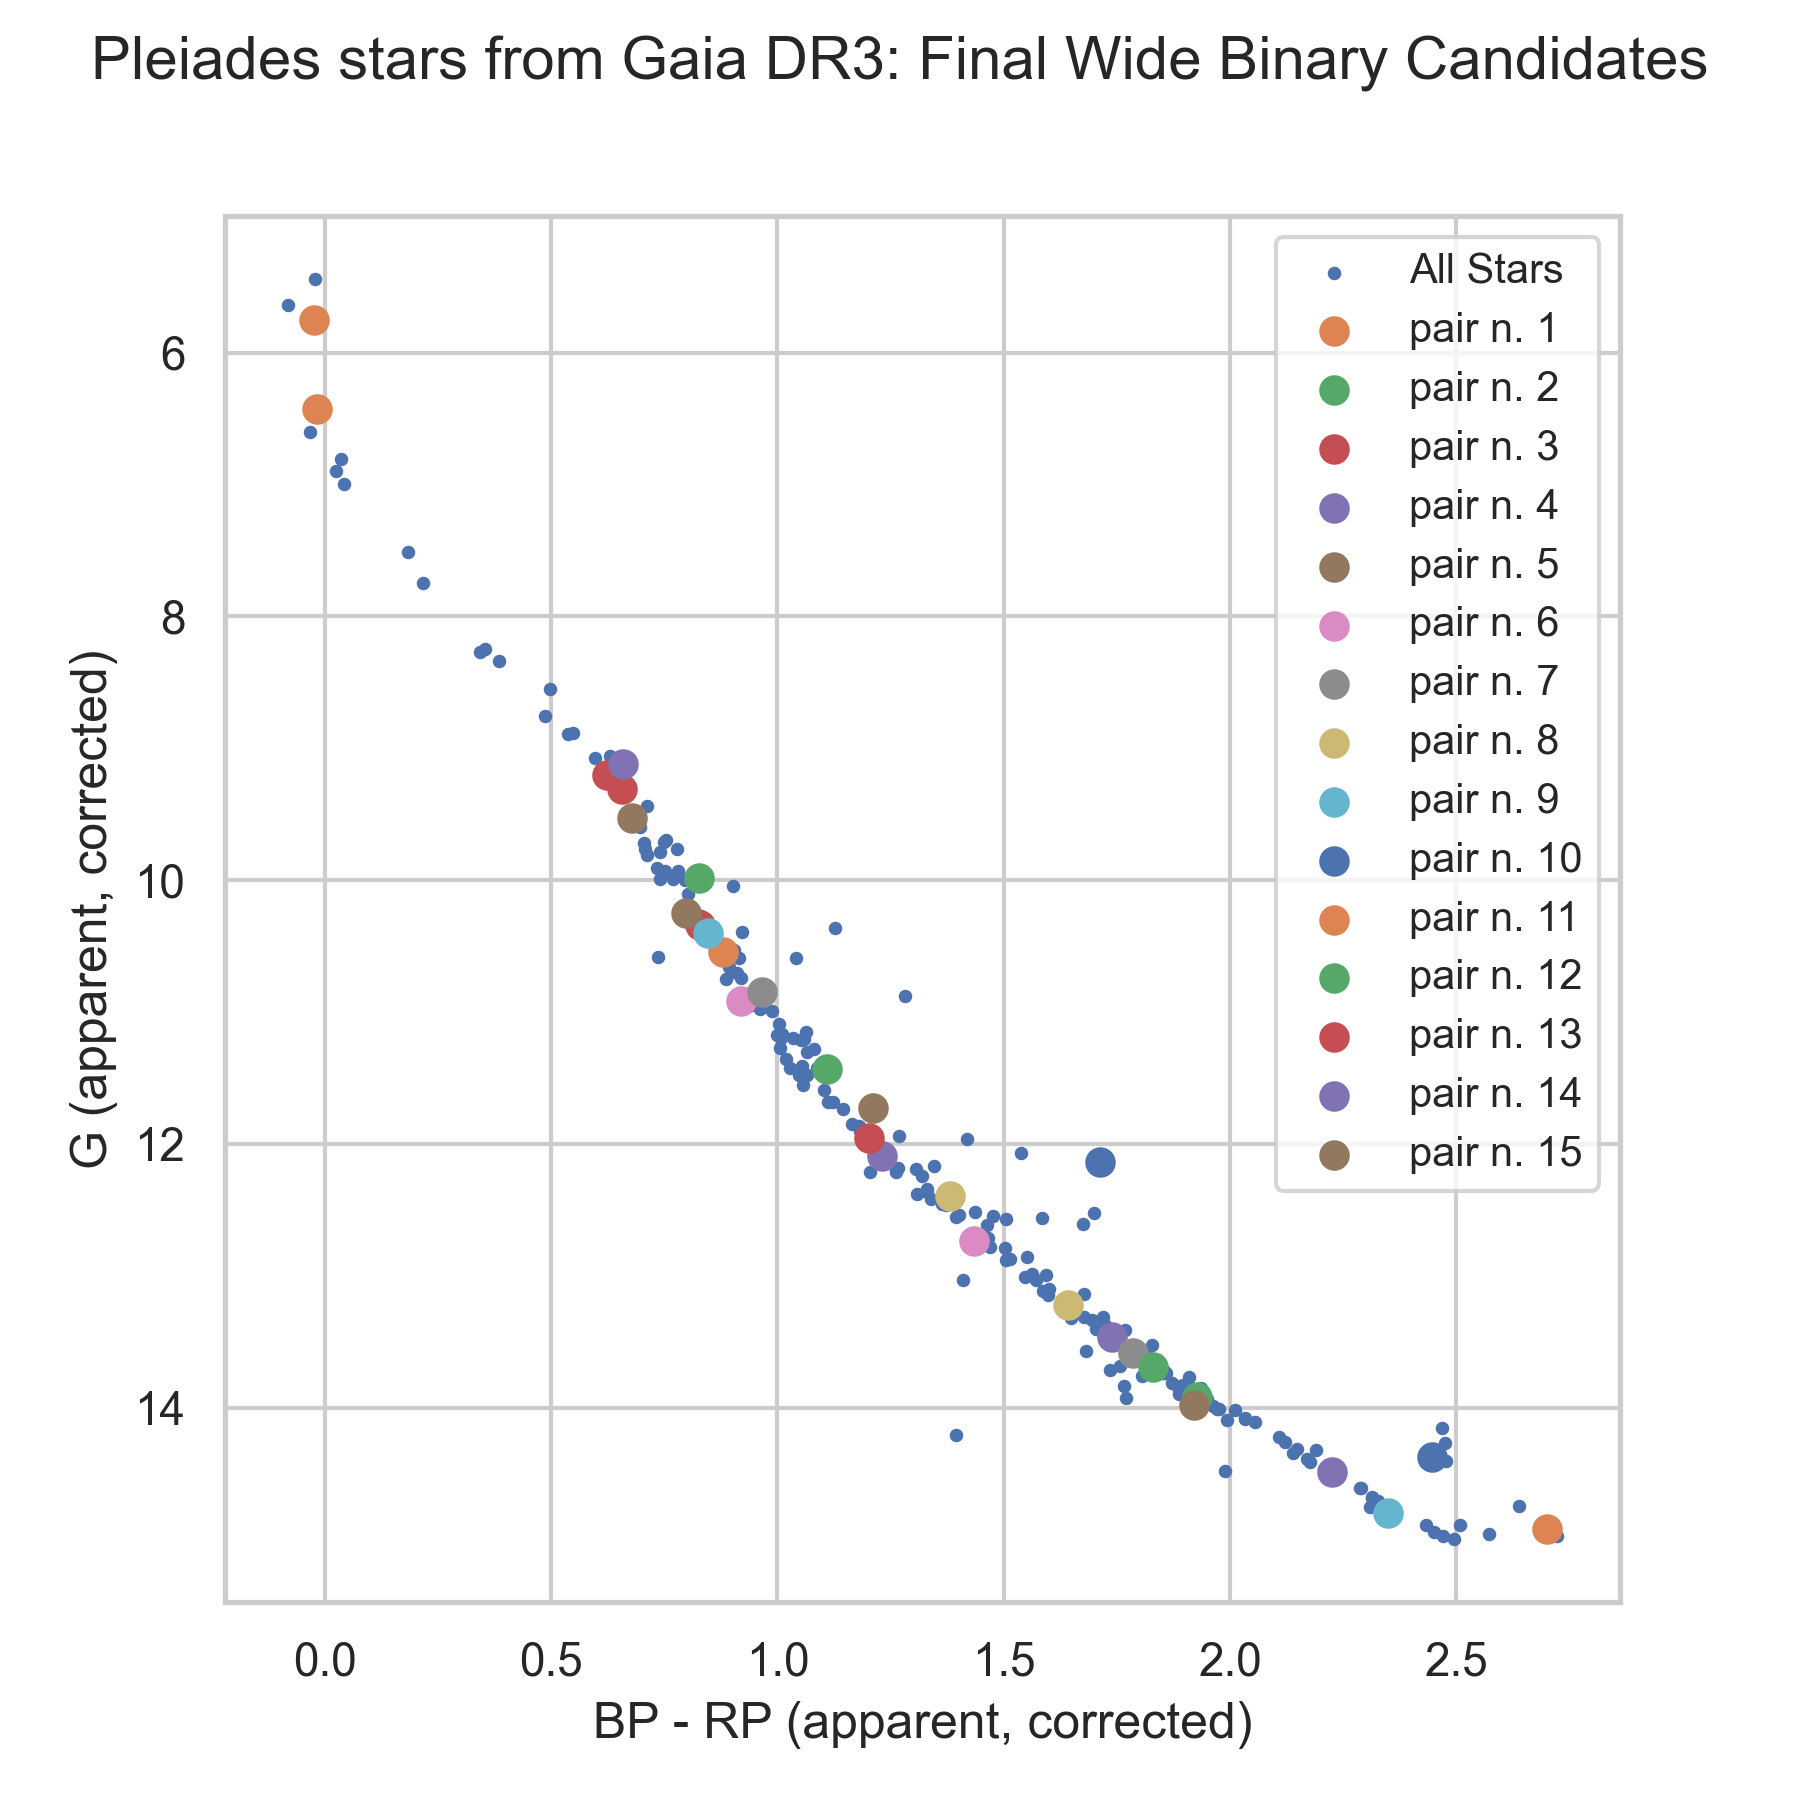 Pleiades stars from Gaia DR3: Final Wide Binary Candidates
All Stars
pair n. 1
pair n. 2
pair n. 3
pair n. 4
pair n. 5
pair n. 6
pair n. 7
pair n. 8
pair n. 9
pair n. 10
pair n. 11
pair n. 12
pair n. 13
pair n. 14
pair n. 15
G (apparent, corrected)
6
8
10
12
14
0.0 0.5 1.0 1.5 2.0 2.5
BP - RP (apparent, corrected)